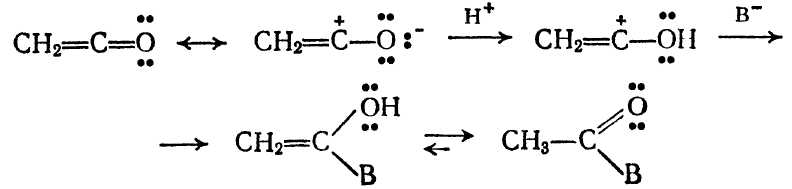 CH₂=C=O ↔ CH₂=C⁺—O:⁻ H⁺→ CH₂=C⁺—OH B⁻→
→ CH₂=C(OH)B ⇄ CH₃—C(=O)B